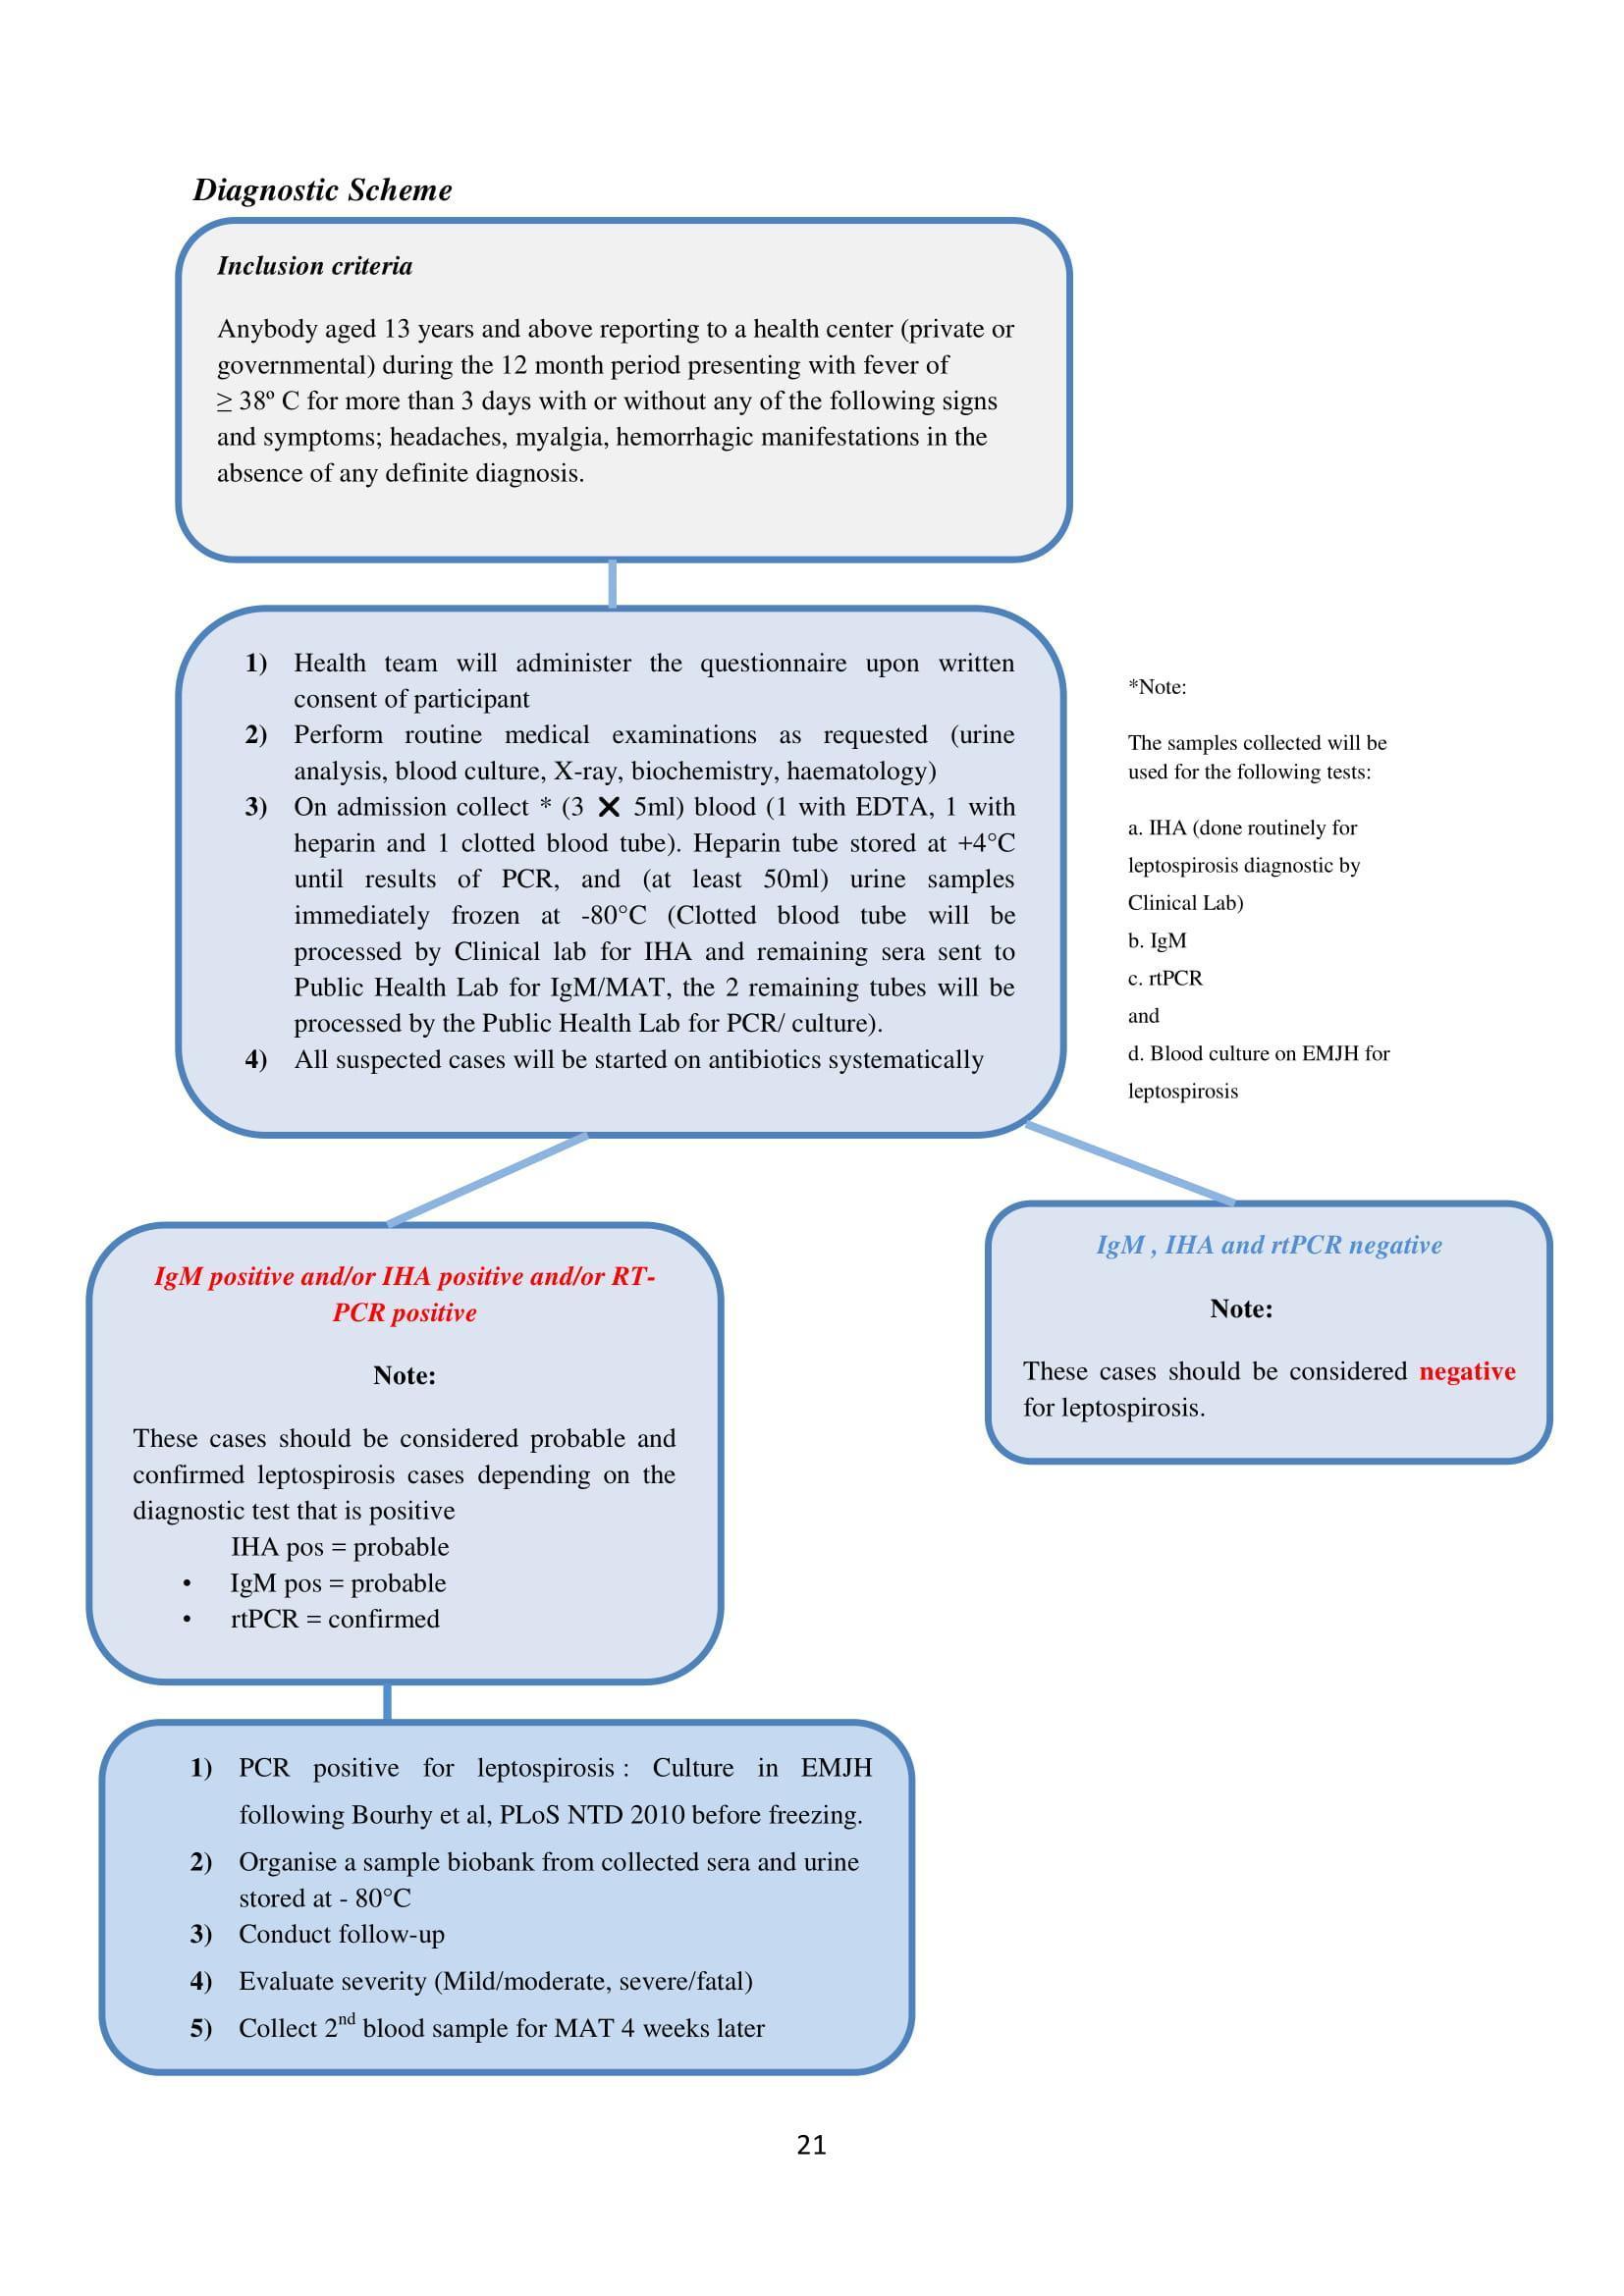 Diagnostic Scheme
Inclusion criteria
Anybody aged 13 years and above reporting to a health center (private or
governmental) during the 12 month period presenting with fever of
≥ 38º C for more than 3 days with or without any of the following signs
and symptoms; headaches, myalgia, hemorrhagic manifestations in the
absence of any definite diagnosis.
1) Health team will administer the questionnaire upon written
consent of participant
2) Perform routine medical examinations as requested (urine
analysis, blood culture, X-ray, biochemistry, haematology)
3) On admission collect * (3 ✕ 5ml) blood (1 with EDTA, 1 with
heparin and 1 clotted blood tube). Heparin tube stored at +4°C
until results of PCR, and (at least 50ml) urine samples
immediately frozen at -80°C (Clotted blood tube will be
processed by Clinical lab for IHA and remaining sera sent to
Public Health Lab for IgM/MAT, the 2 remaining tubes will be
processed by the Public Health Lab for PCR/ culture).
4) All suspected cases will be started on antibiotics systematically
*Note:
The samples collected will be
used for the following tests:
a. IHA (done routinely for
leptospirosis diagnostic by
Clinical Lab)
b. IgM
c. rtPCR
and
d. Blood culture on EMJH for
leptospirosis
IgM positive and/or IHA positive and/or RT-
PCR positive
Note:
These cases should be considered probable and
confirmed leptospirosis cases depending on the
diagnostic test that is positive
IHA pos = probable
• IgM pos = probable
• rtPCR = confirmed
IgM , IHA and rtPCR negative
Note:
These cases should be considered negative
for leptospirosis.
1) PCR positive for leptospirosis : Culture in EMJH
following Bourhy et al, PLoS NTD 2010 before freezing.
2) Organise a sample biobank from collected sera and urine
stored at - 80°C
3) Conduct follow-up
4) Evaluate severity (Mild/moderate, severe/fatal)
5) Collect 2nd blood sample for MAT 4 weeks later
21